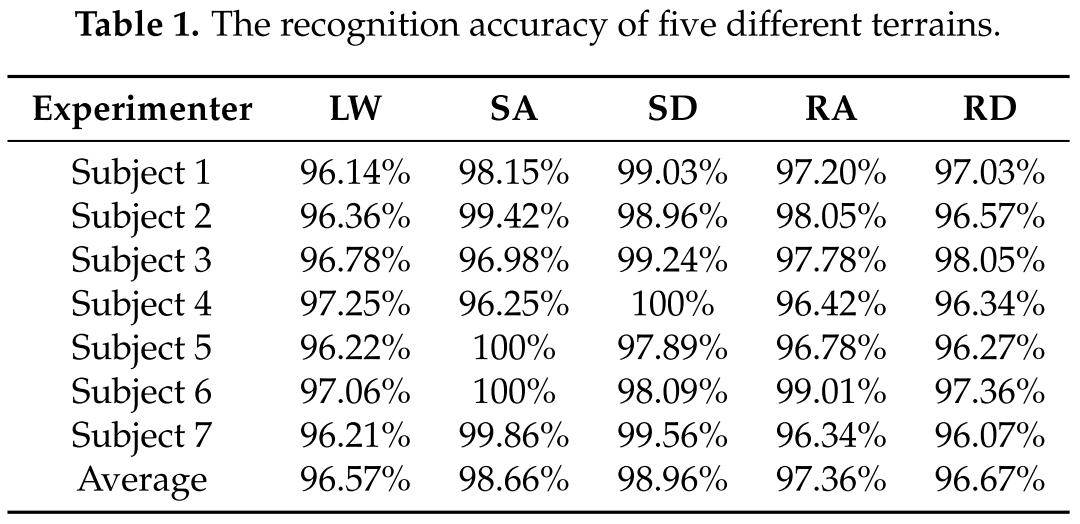 Table 1. The recognition accuracy of five different terrains.
Experimenter LW SA SD RA RD
Subject 1 96.14% 98.15% 99.03% 97.20% 97.03%
Subject 2 96.36% 99.42% 98.96% 98.05% 96.57%
Subject 3 96.78% 96.98% 99.24% 97.78% 98.05%
Subject 4 97.25% 96.25% 100% 96.42% 96.34%
Subject 5 96.22% 100% 97.89% 96.78% 96.27%
Subject 6 97.06% 100% 98.09% 99.01% 97.36%
Subject 7 96.21% 99.86% 99.56% 96.34% 96.07%
Average 96.57% 98.66% 98.96% 97.36% 96.67%